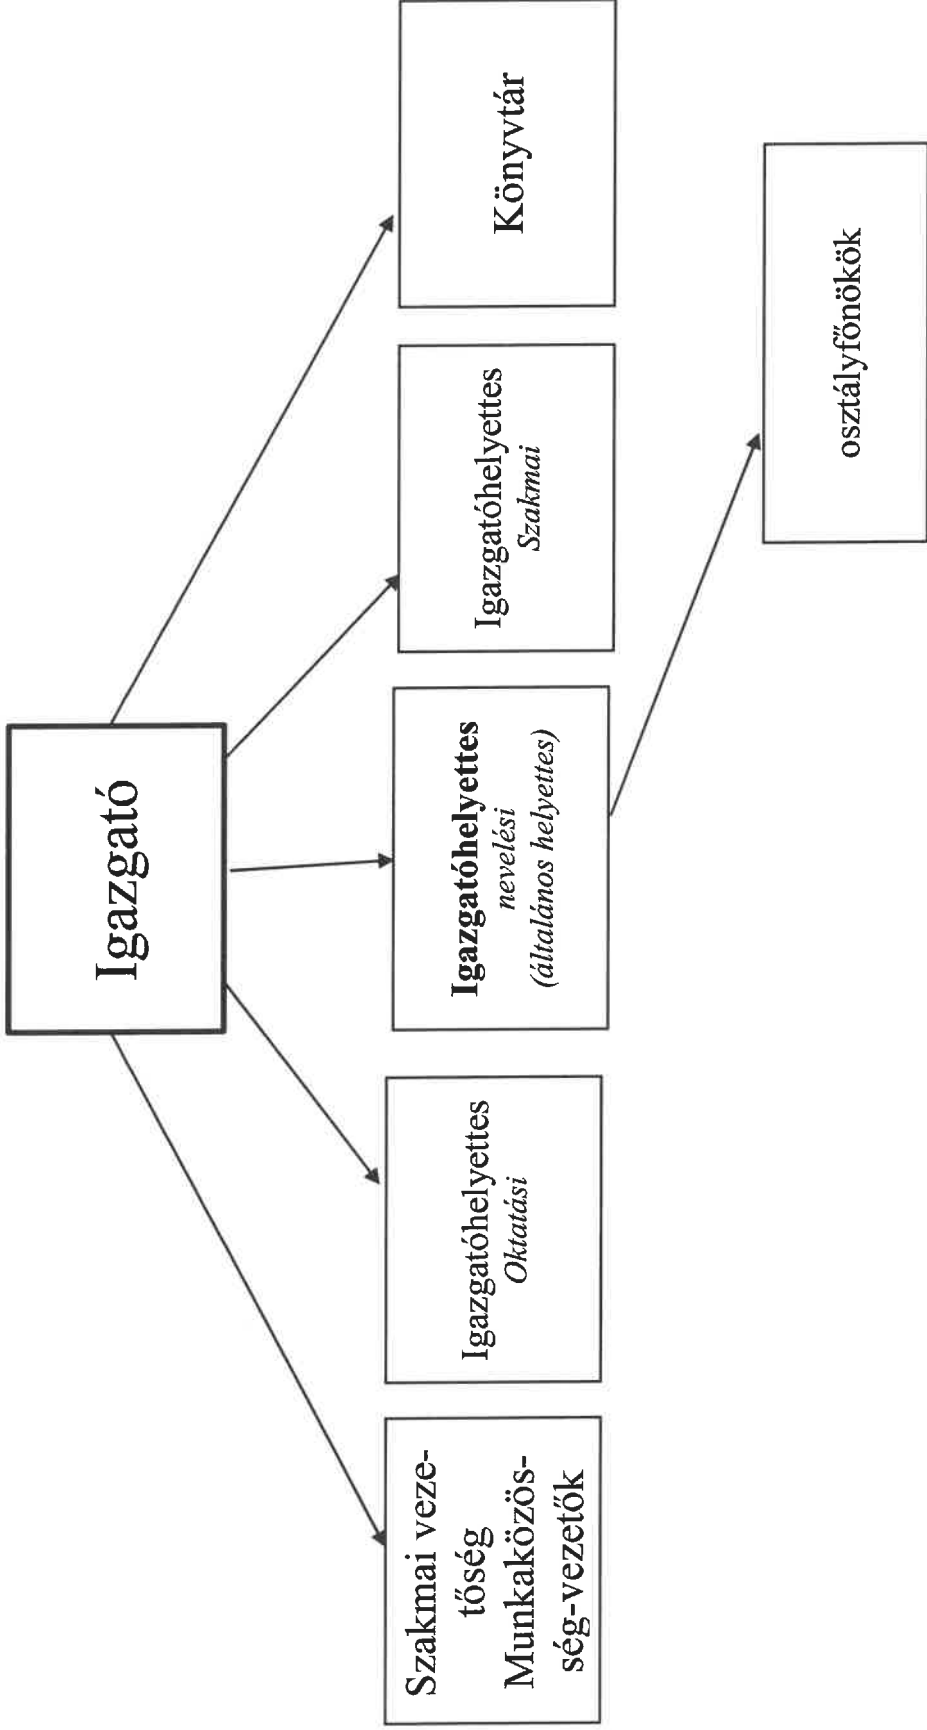 Igazgató
Szakmai veze-
tőség
Munkaközös-
ség-vezetők
Igazgatóhelyettes
Oktatási
Igazgatóhelyettes
nevelési
(általános helyettes)
Igazgatóhelyettes
Szakmai
Könyvtár
osztályfőnökök